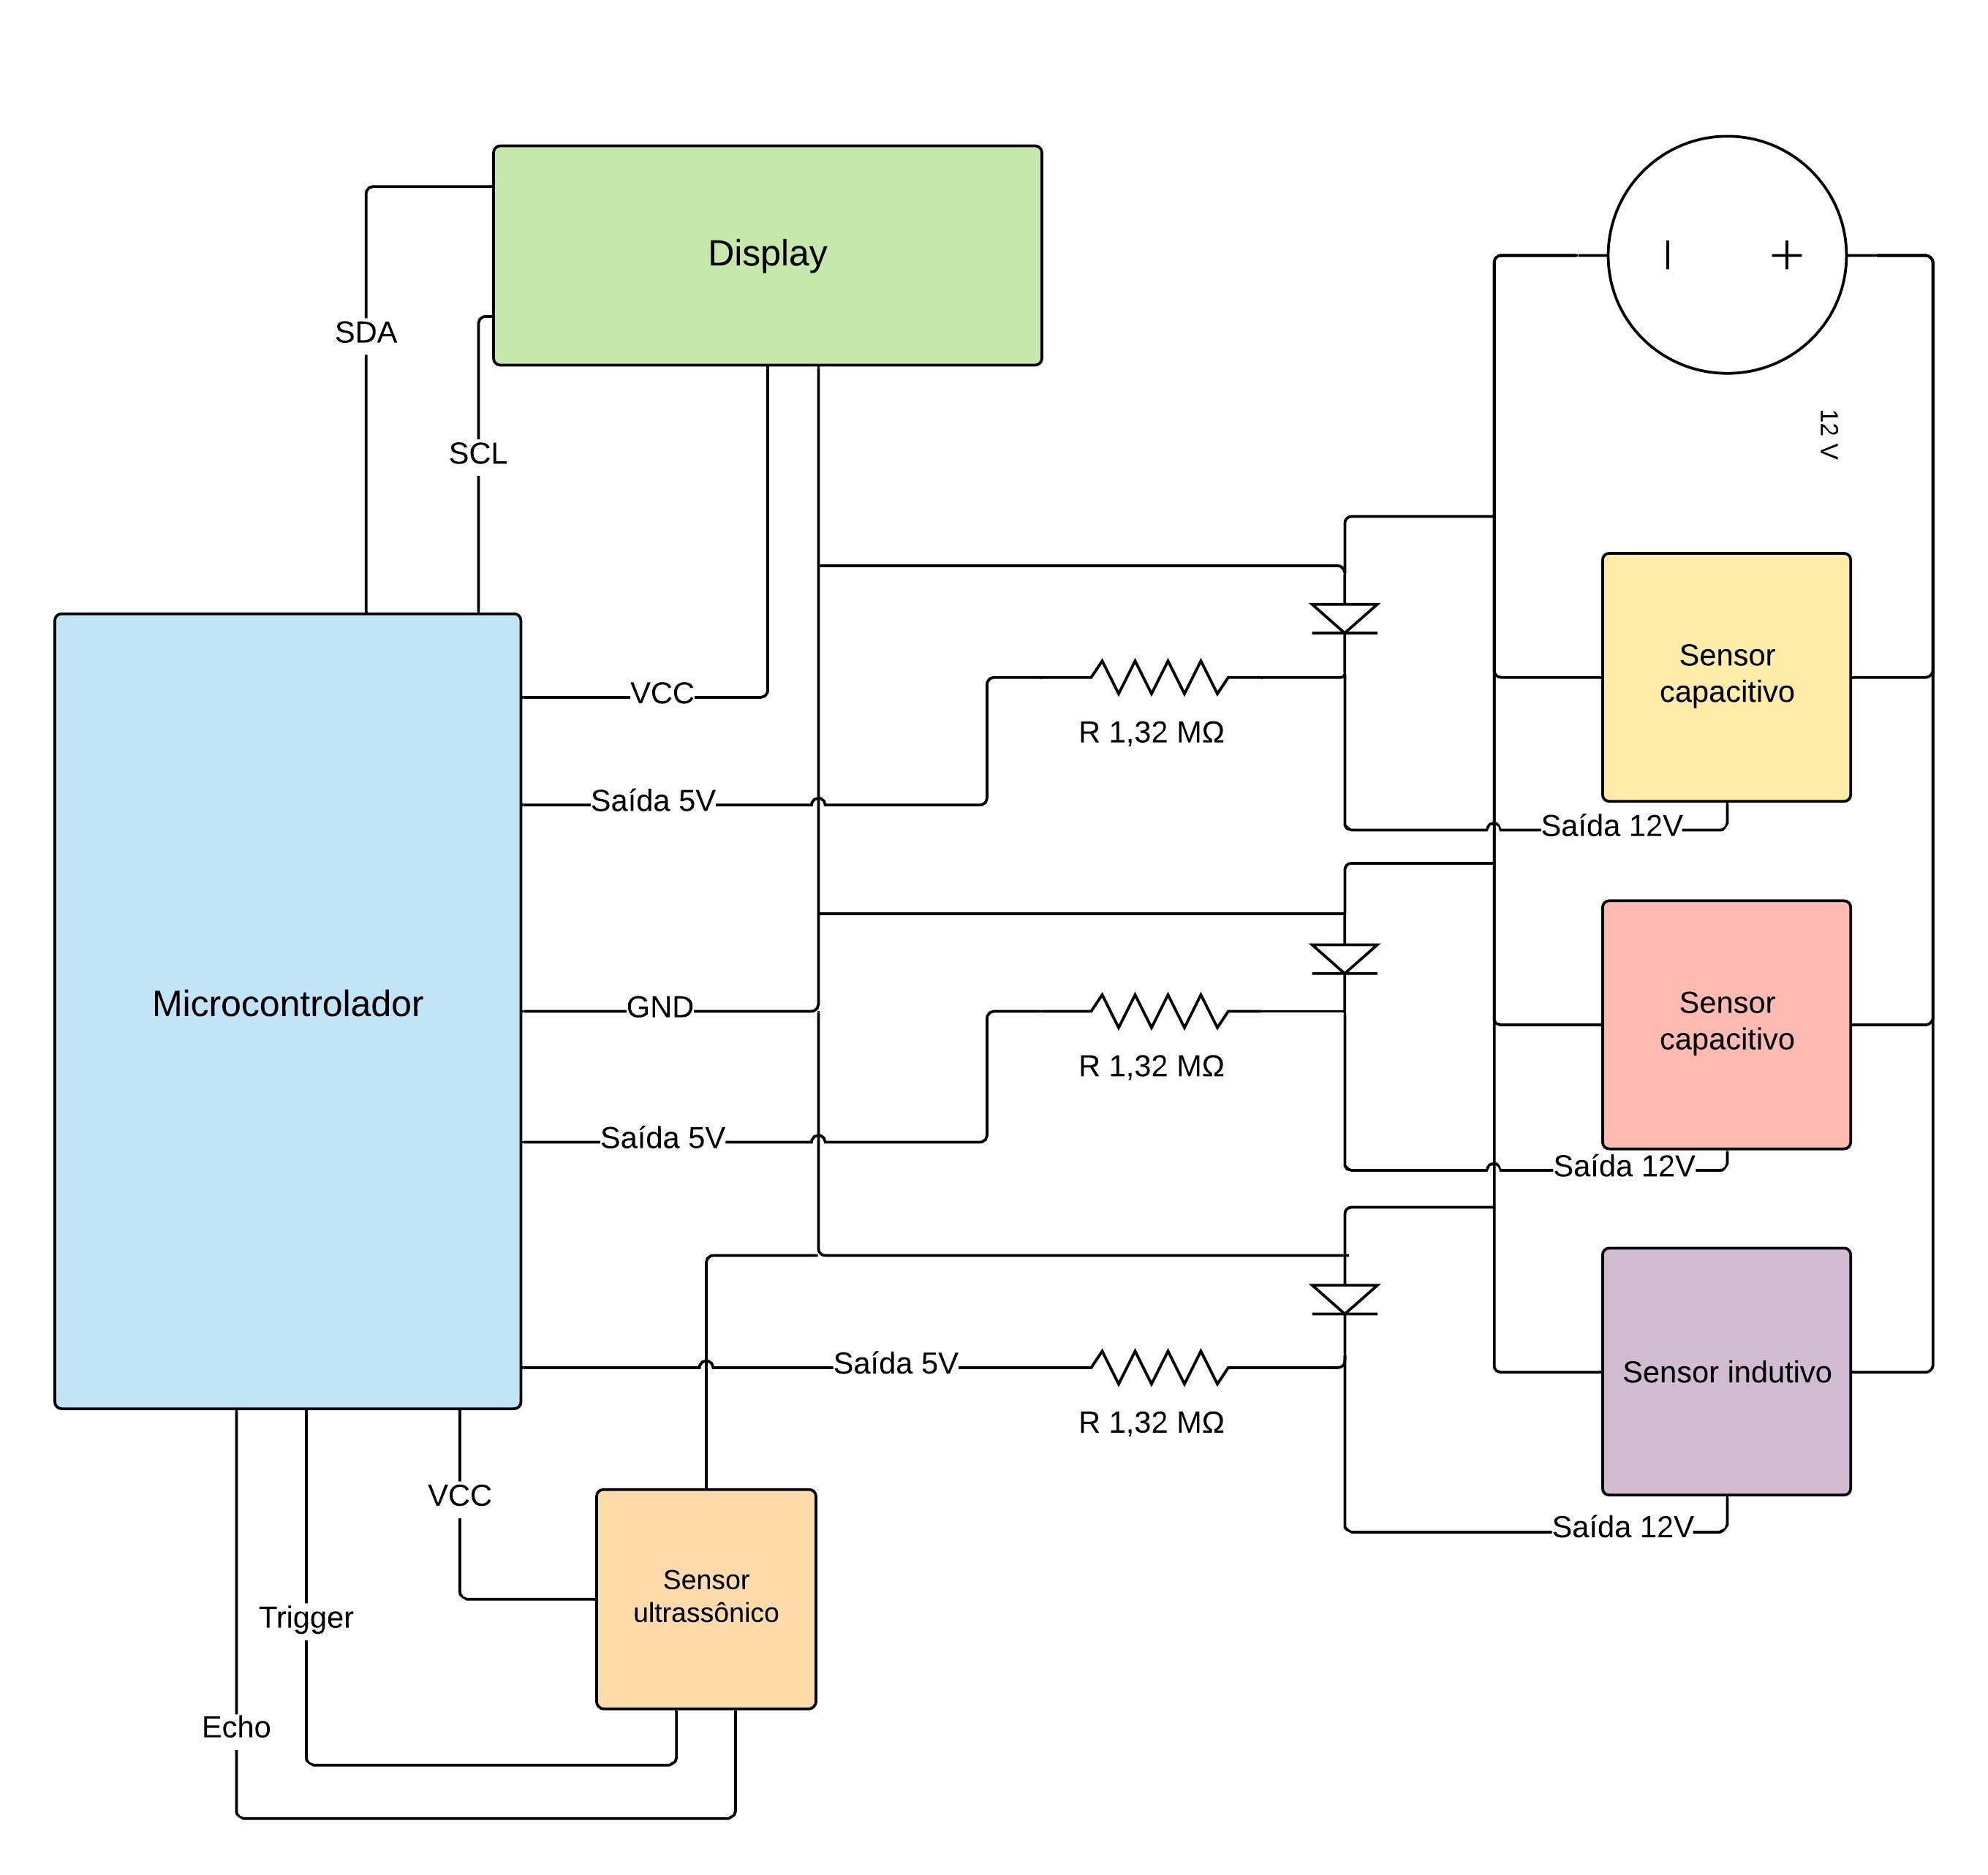 Display
SDA
SCL
12 V
Sensor
capacitivo
VCC
R 1,32 MΩ
Saída 5V
Saída 12V
Microcontrolador
GND
Sensor
capacitivo
R 1,32 MΩ
Saída 5V
Saída 12V
Saída 5V
Sensor indutivo
R 1,32 MΩ
VCC
Saída 12V
Sensor
ultrassônico
Trigger
Echo